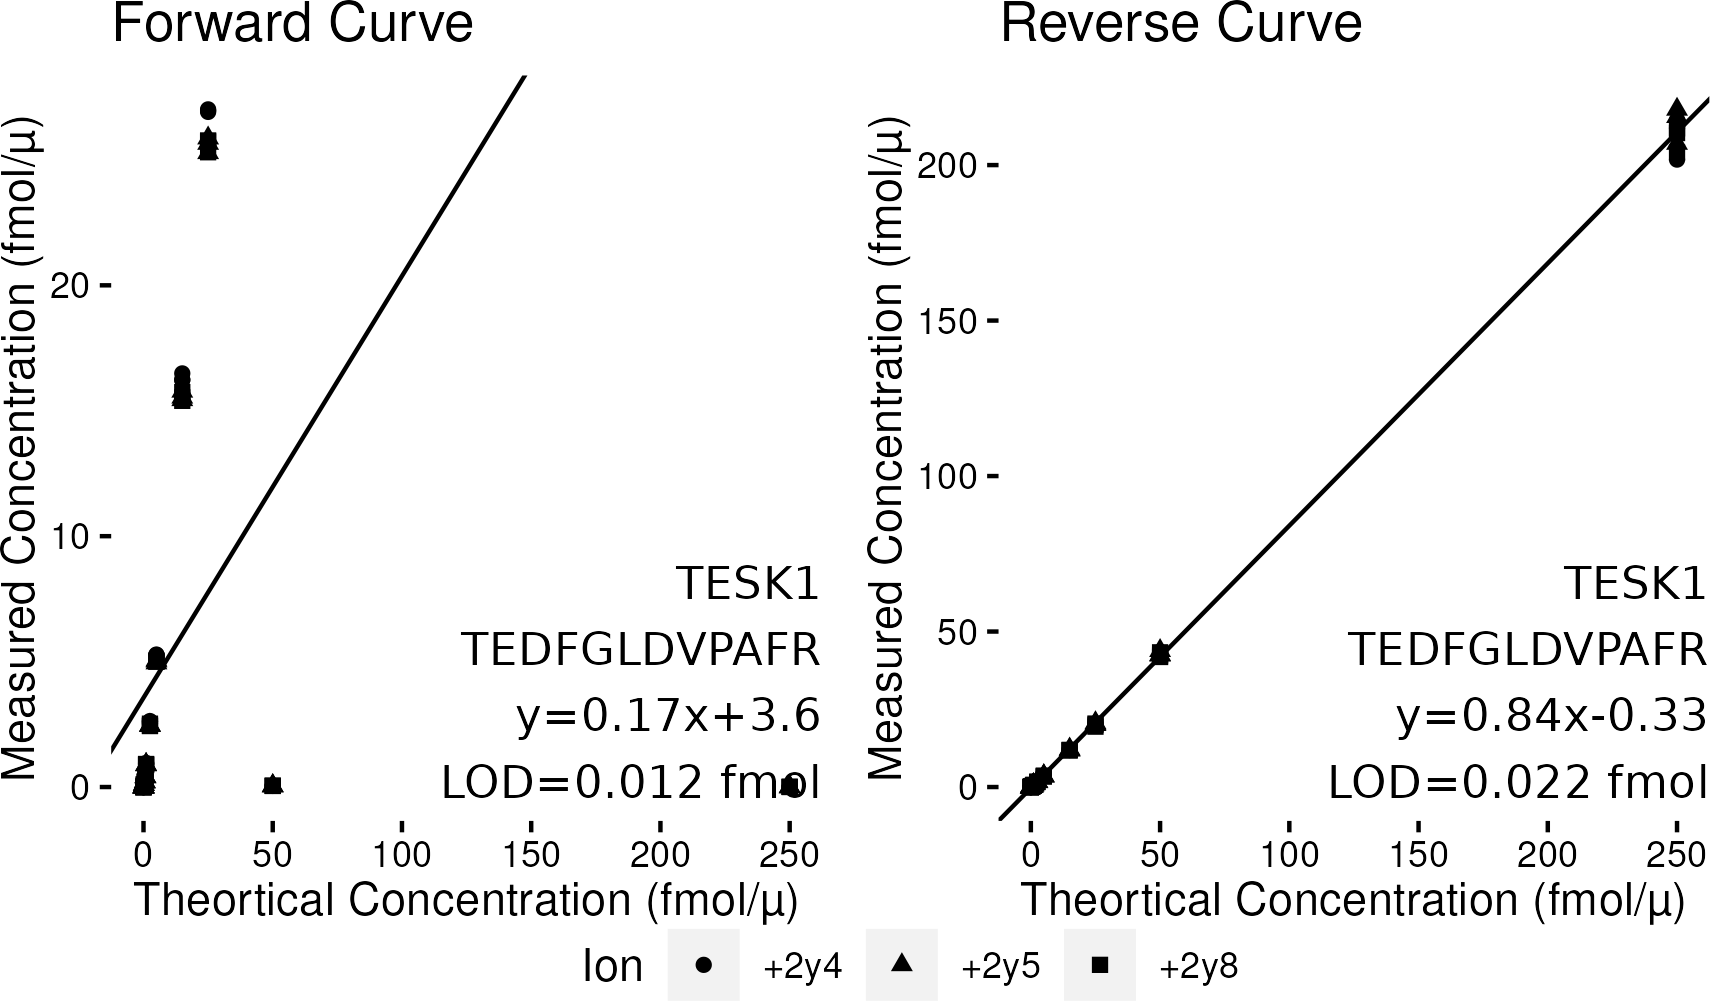 Forward Curve
Measured Concentration (fmol/µ)
20
10
0
TESK1
TEDFGLDVPAFR
y=0.17x+3.6
LOD=0.012 fmol
0 50 100 150 200 250
Theortical Concentration (fmol/µ)
Reverse Curve
Measured Concentration (fmol/µ)
200
150
100
50
0
TESK1
TEDFGLDVPAFR
y=0.84x-0.33
LOD=0.022 fmol
0 50 100 150 200 250
Theortical Concentration (fmol/µ)
Ion +2y4 +2y5 +2y8